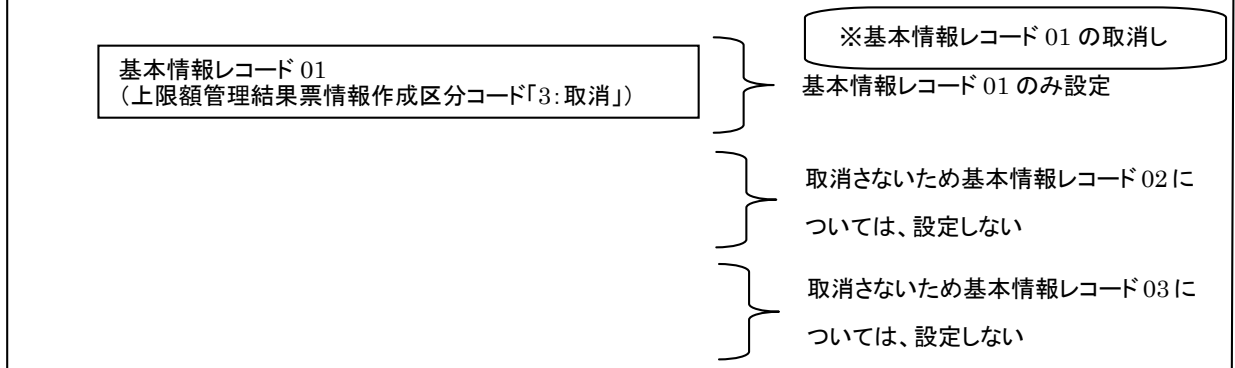 ※基本情報レコード 01 の取消し
基本情報レコード 01
（上限額管理結果票情報作成区分コード「3：取消」）
基本情報レコード 01 のみ設定
取消さないため基本情報レコード 02 に
ついては、設定しない
取消さないため基本情報レコード 03 に
ついては、設定しない